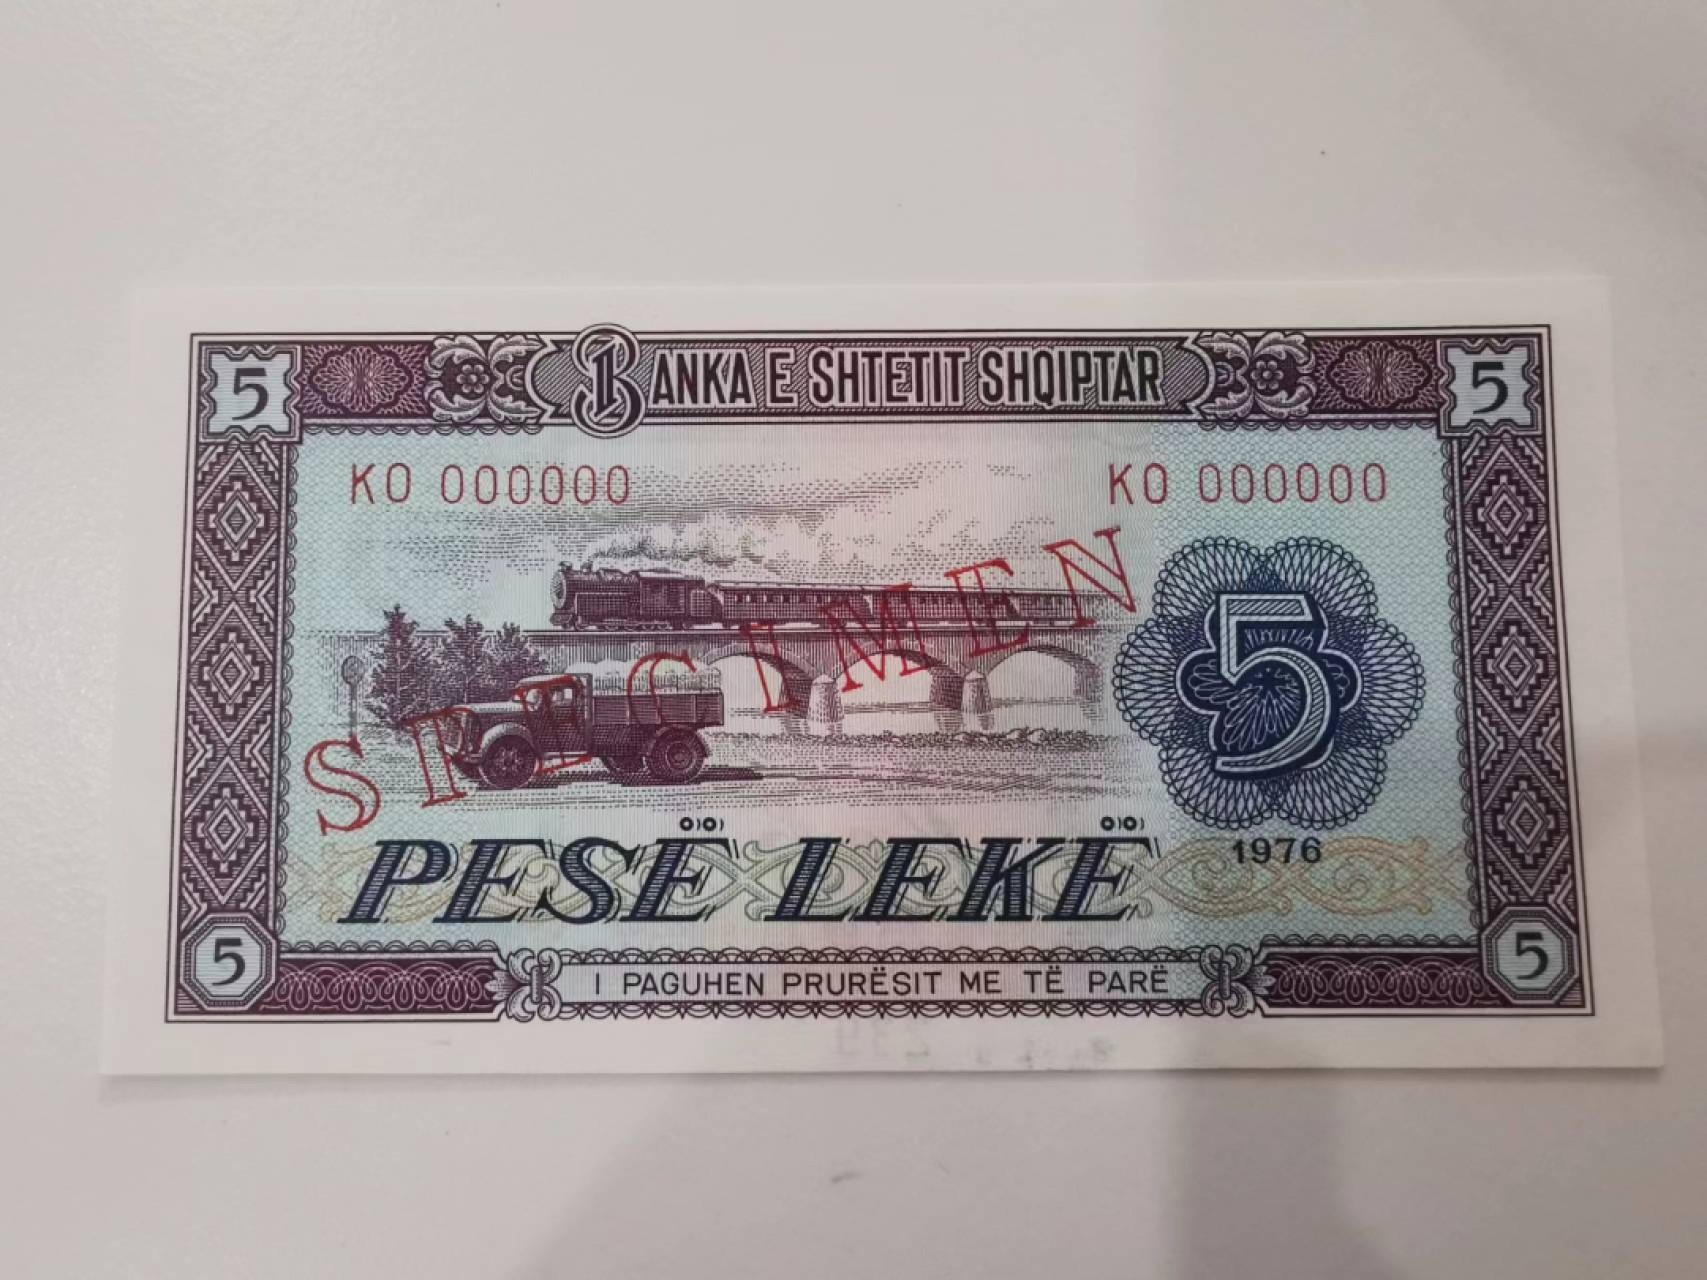 5 BANKA E SHTETIT SHQIPTAR 5
KO 000000 KO 000000
SPECIMEN
5
PESË LEKË 1976
5 I PAGUHEN PRURËSIT ME TË PARË 5